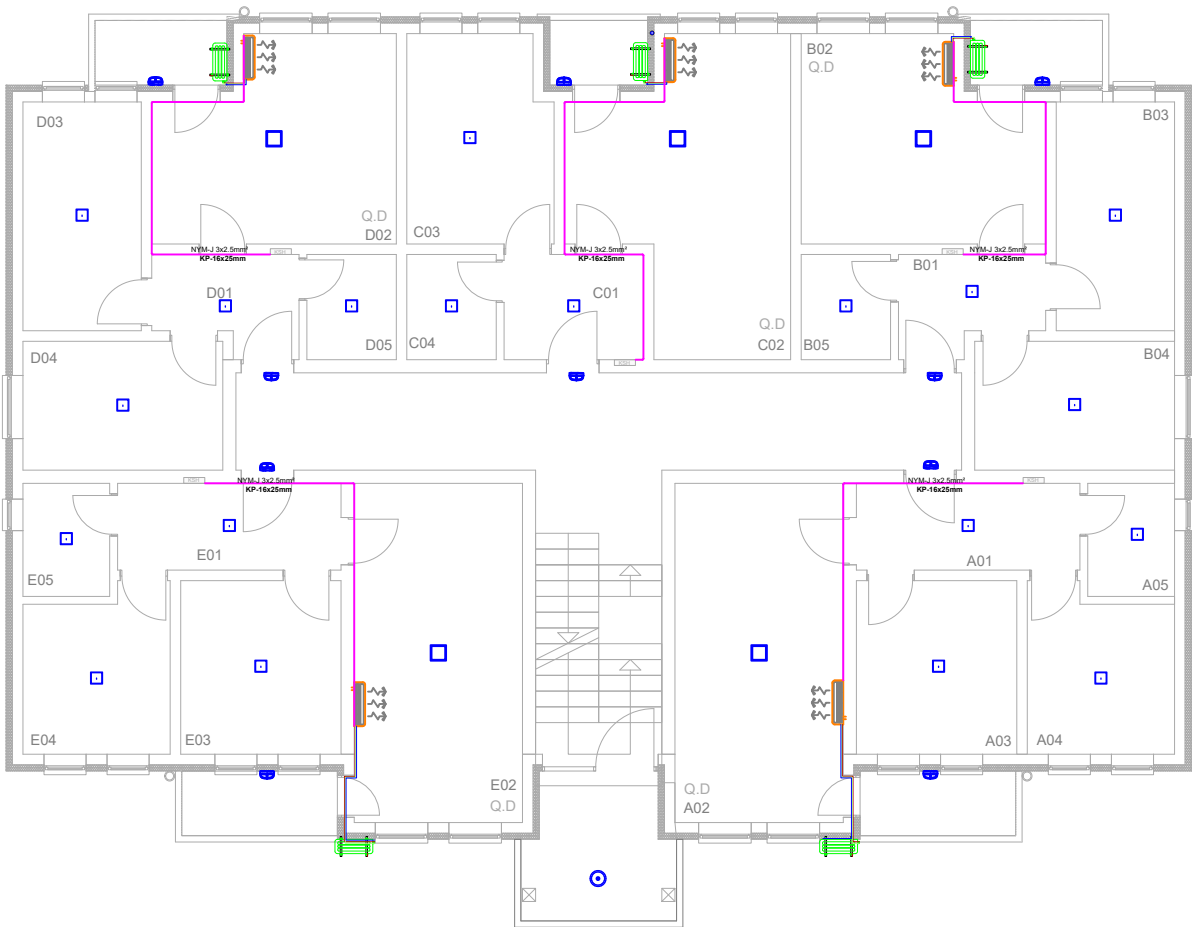 B02
Q.D
D03
B03
Q.D
D02
C03
NYM-J 3x2.5mm²
KP-16x25mm
NYM-J 3x2.5mm²
KP-16x25mm
NYM-J 3x2.5mm²
KP-16x25mm
B01
D01
C01
Q.D
D04
D05
C04
C02
B05
B04
NYM-J 3x2.5mm²
KP-16x25mm
NYM-J 3x2.5mm²
KP-16x25mm
E01
A01
E05
A05
E04
E03
E02
Q.D
Q.D
A02
A03
A04